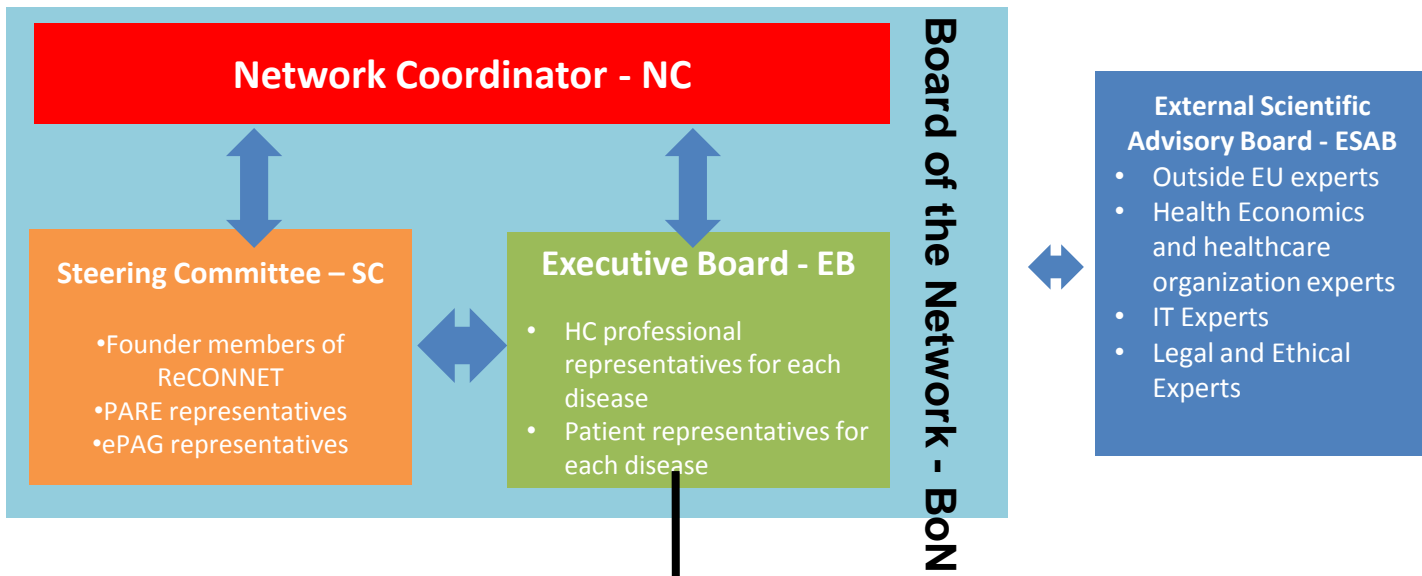 Network Coordinator - NC
Steering Committee – SC
•Founder members of
ReCONNET
•PARE representatives
•ePAG representatives
Executive Board - EB
• HC professional
representatives for each
disease
• Patient representatives for
each disease
Board of the Network - BoN
External Scientific
Advisory Board - ESAB
• Outside EU experts
• Health Economics
and healthcare
organization experts
• IT Experts
• Legal and Ethical
Experts